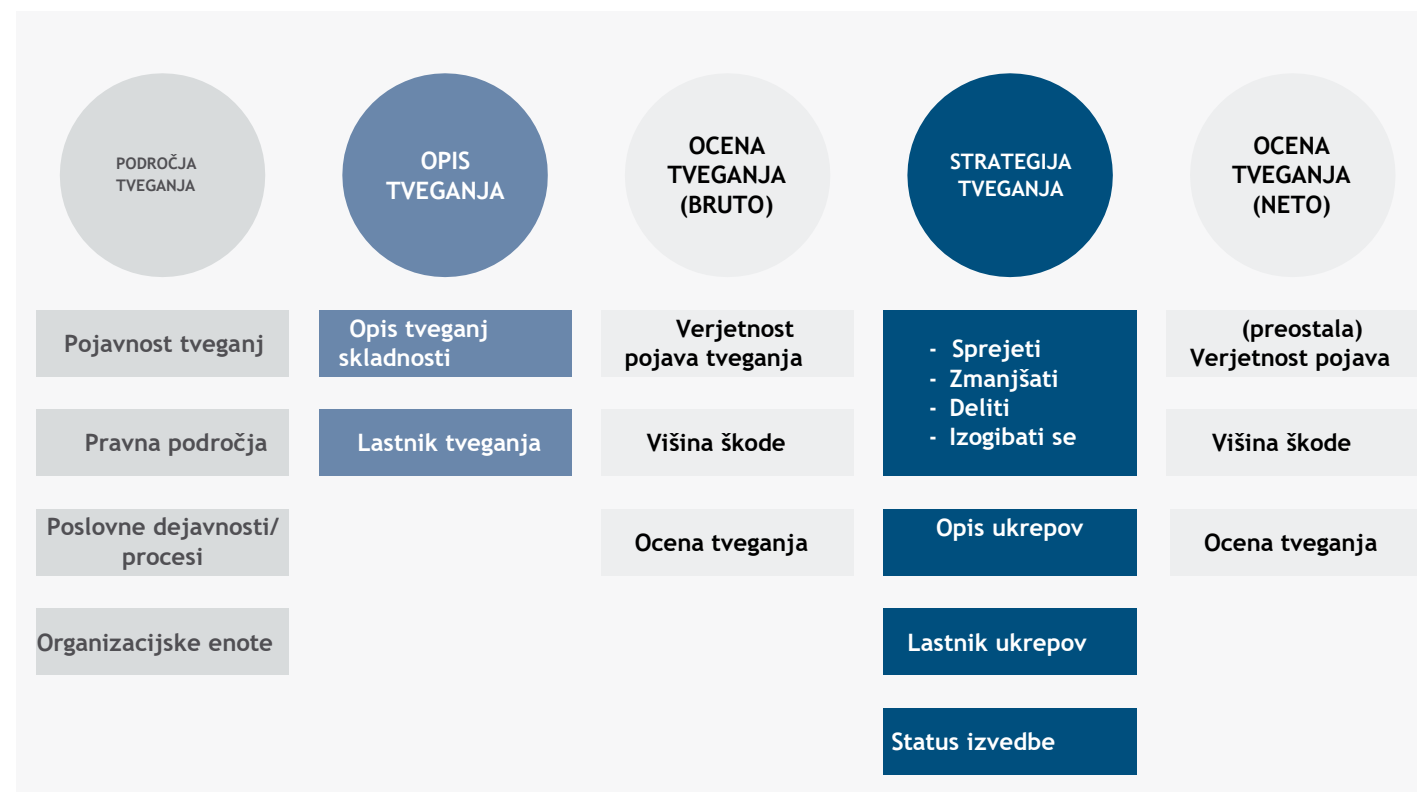 PODROČJA
TVEGANJA
OPIS
TVEGANJA
OCENA
TVEGANJA
(BRUTO)
STRATEGIJA
TVEGANJA
OCENA
TVEGANJA
(NETO)
Pojavnost tveganj
Pravna področja
Poslovne dejavnosti/
procesi
Organizacijske enote
Opis tveganj
skladnosti
Lastnik tveganja
Verjetnost
pojava tveganja
Višina škode
Ocena tveganja
- Sprejeti
- Zmanjšati
- Deliti
- Izogibati se
Opis ukrepov
Lastnik ukrepov
Status izvedbe
(preostala)
Verjetnost pojava
Višina škode
Ocena tveganja